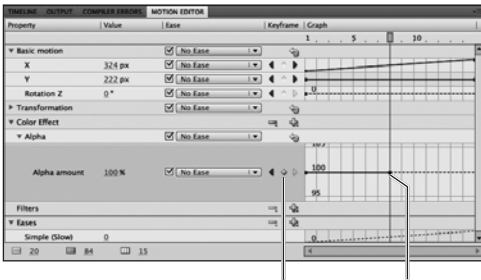 TIMELINE OUTPUT COMPILER ERRORS MOTION EDITOR
Property Value Ease Keyframe Graph
1 5 10
Basic motion No Ease
X 324 px No Ease
Y 222 px No Ease
Rotation Z 0° No Ease 0
Transformation No Ease
Color Effect
Alpha No Ease
105
Alpha amount 100 % No Ease 100
95
Filters
Eases
Simple (Slow) 0 0
20 84 15